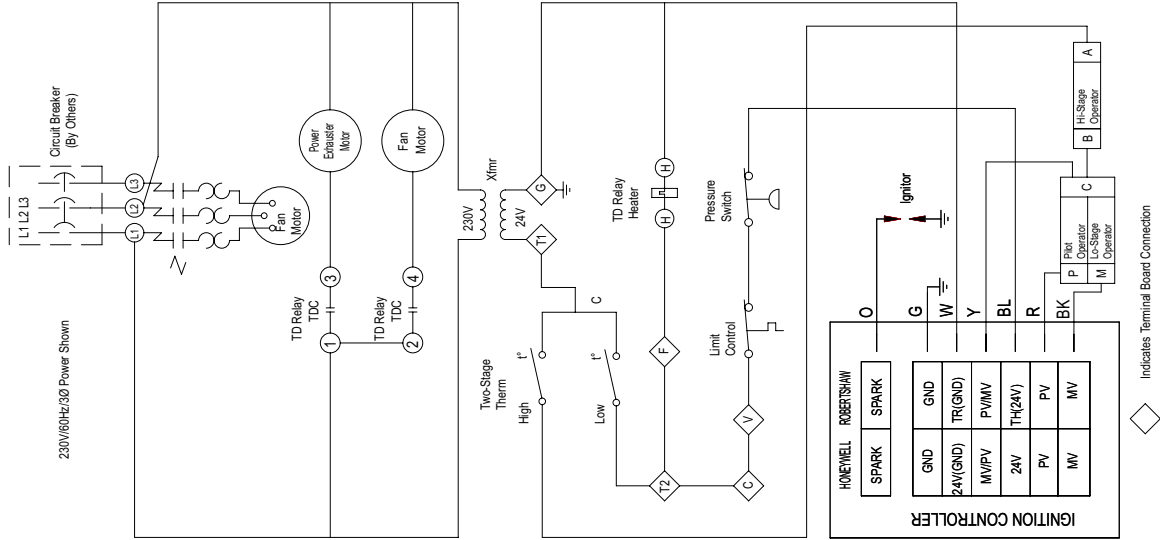 230V/60Hz/3Ø Power Shown
Circuit Breaker
(By Others)
L1 L2 L3
L1
L2
L3
Fan
Motor
TD Relay
TDC
1
3
Power
Exhauster
Motor
TD Relay
TDC
2
4
Fan
Motor
230V
24V
Xfmr
T1
G
Two-Stage
Therm
High
t°
C
Low
t°
TD Relay
Heater
T2
F
H
H
Limit
Control
Pressure
Switch
C
V
Ignitor
IGNITION CONTROLLER
HONEYWELL ROBERTSHAW
SPARK SPARK O
GND GND G
24V(GND) TR(GND) W
MV/PV PV/MV Y
24V TH(24V) BL
PV PV R
MV MV BK
P
Pilot
Operator
M
Lo-Stage
Operator
C
B
Hi-Stage
Operator
A
Indicates Terminal Board Connection